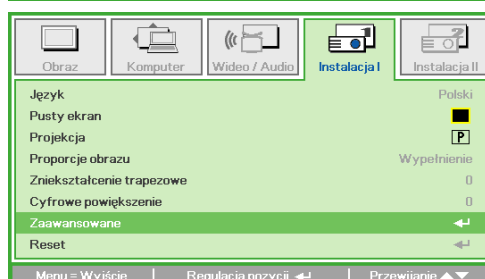 Obraz Komputer Wideo / Audio Instalacja I Instalacja II
Język Polski
Pusty ekran
Projekcja P
Proporcje obrazu Wypełnienie
Zniekształcenie trapezowe 0
Cyfrowe powiększenie 0
Zaawansowane
Reset
Menu = Wyjście | Regulacja pozycji | Przewijanie